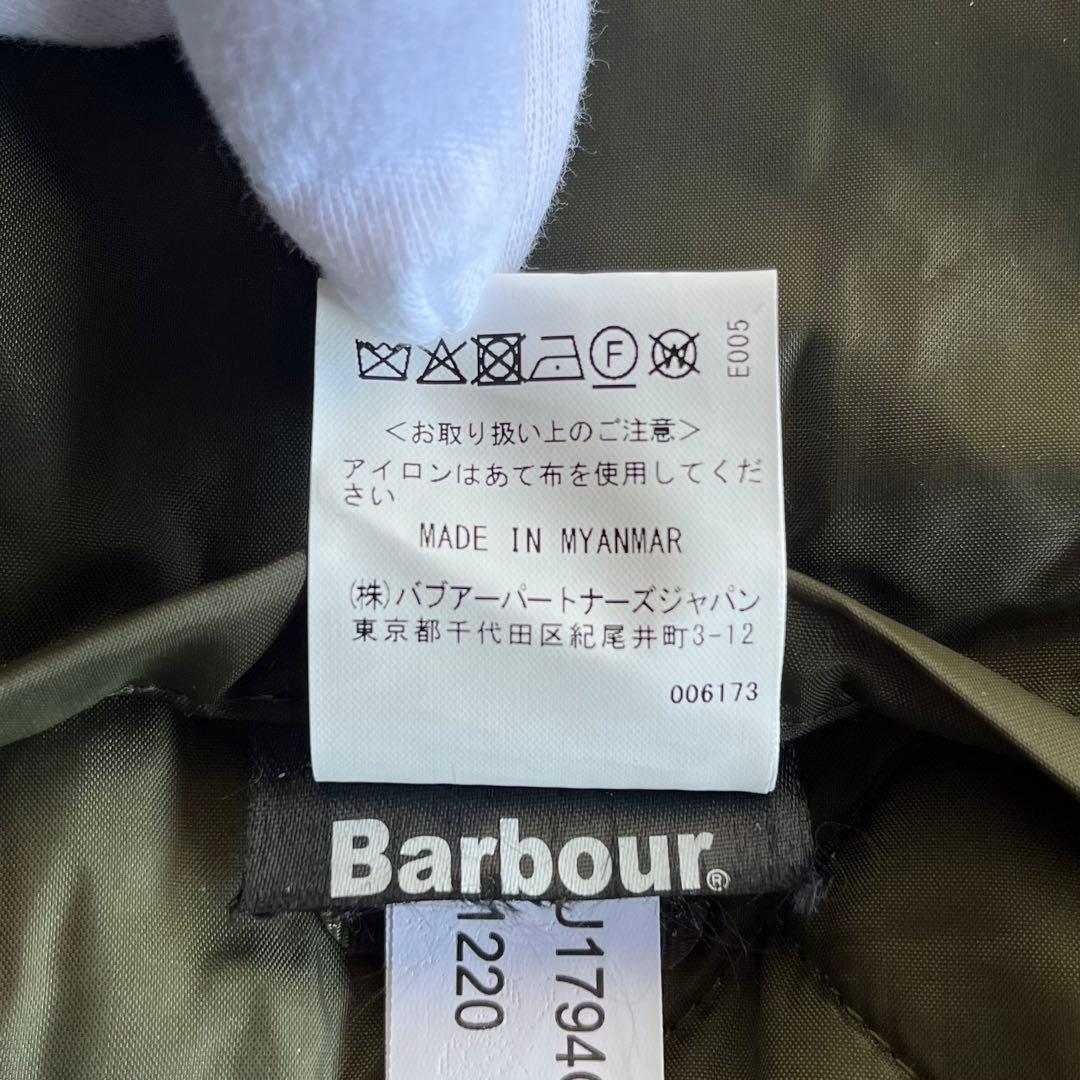 F W
E005
＜お取り扱い上のご注意＞
アイロンはあて布を使用してくだ
さい
MADE IN MYANMAR
(株)バブアーパートナーズジャパン
東京都千代田区紀尾井町3-12
006173
Barbour®
1220